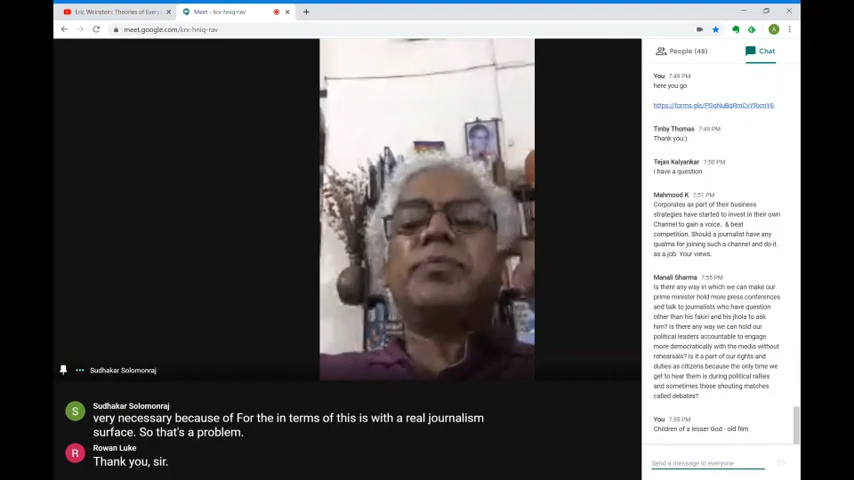 Eric Weinstein: Theories of Every
Meet - knr-hniq-rav
meet.google.com/knr-hniq-rav
People (48)
Chat
You 7:49 PM
here you go
Tinby Thomas 7:49 PM
Thank you:)
Tejas Kalyankar 7:50 PM
I have a question
Mahmood K 7:51 PM
Corporates as part of their business
strategies have started to invest in their own
Channel to gain a voice. & beat
competition. Should a journalist have any
qualms for joining such a channel and do it
as a job Your views.
Manali Sharma 7:55 PM
Is there any way in which we can make our
prime minister hold more press conferences
and talk to journalists who have question
other than his fakiri and his jhola to ask
him? is there any way we can hold our
political leaders accountable to engage
more democratically with the media without
rehearsals? Is it a part of our rights and
duties as citizens because the only time we
get to hear them is during political rallies
and sometimes those shouting matches
called debates?
You 7:55 PM
Children of a lesser God - old film
Send a message to everyone
Sudhakar Solomonraj
Sudhakar Solomonraj
S
very necessary because of For the in terms of this is with a real journalism
surface. So that's a problem.
Rowan Luke
R
Thank you, sir.